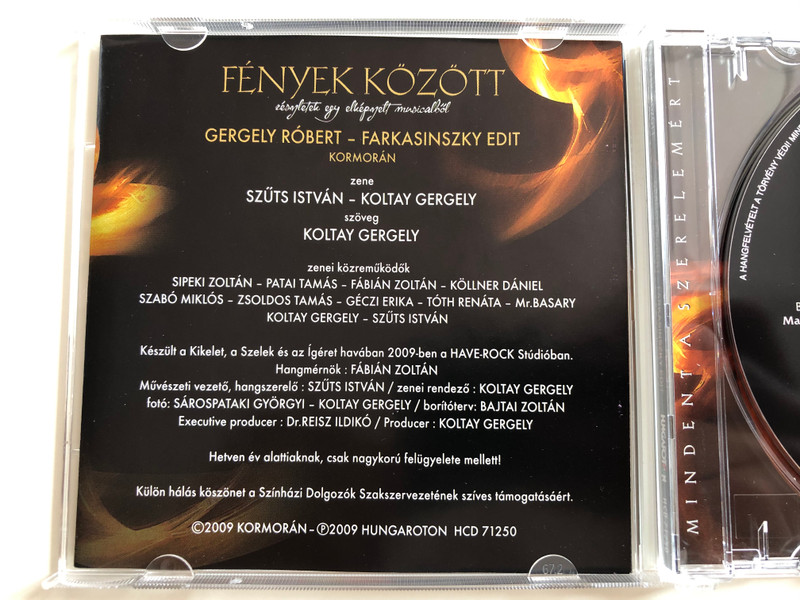 FÉNYEK KÖZÖTT
részletek egy elképzelt musicalből
GERGELY RÓBERT – FARKASINSZKY EDIT
KORMORÁN
zene
SZŰTS ISTVÁN – KOLTAY GERGELY
szöveg
KOLTAY GERGELY
zenei közreműködők
SIPEKI ZOLTÁN – PATAI TAMÁS – FÁBIÁN ZOLTÁN – KÖLLNER DÁNIEL
SZABÓ MIKLÓS – ZSOLDOS TAMÁS – GÉCZI ERIKA – TÓTH RENÁTA – Mr.BASARY
KOLTAY GERGELY – SZŰTS ISTVÁN
Készült a Kikelet, a Szelek és az Ígéret havában 2009-ben a HAVE-ROCK Stúdióban.
Hangmérnök : FÁBIÁN ZOLTÁN
Művészeti vezető, hangszerelő : SZŰTS ISTVÁN / zenei rendező : KOLTAY GERGELY
fotó: SÁROSPATAKI GYÖRGYI – KOLTAY GERGELY / borítóterv: BAJTAI ZOLTÁN
Executive producer : Dr.REISZ ILDIKÓ / Producer : KOLTAY GERGELY
Hetven év alattiaknak, csak nagykorú felügyelete mellett!
Külön hálás köszönet a Színházi Dolgozók Szakszervezetének szíves támogatásáért.
©2009 KORMORÁN – ℗2009 HUNGAROTON HCD 71250
MINDENT A SZERELEMÉRT
A HANGFELVÉTELT A TÖRVÉNY VÉDI!